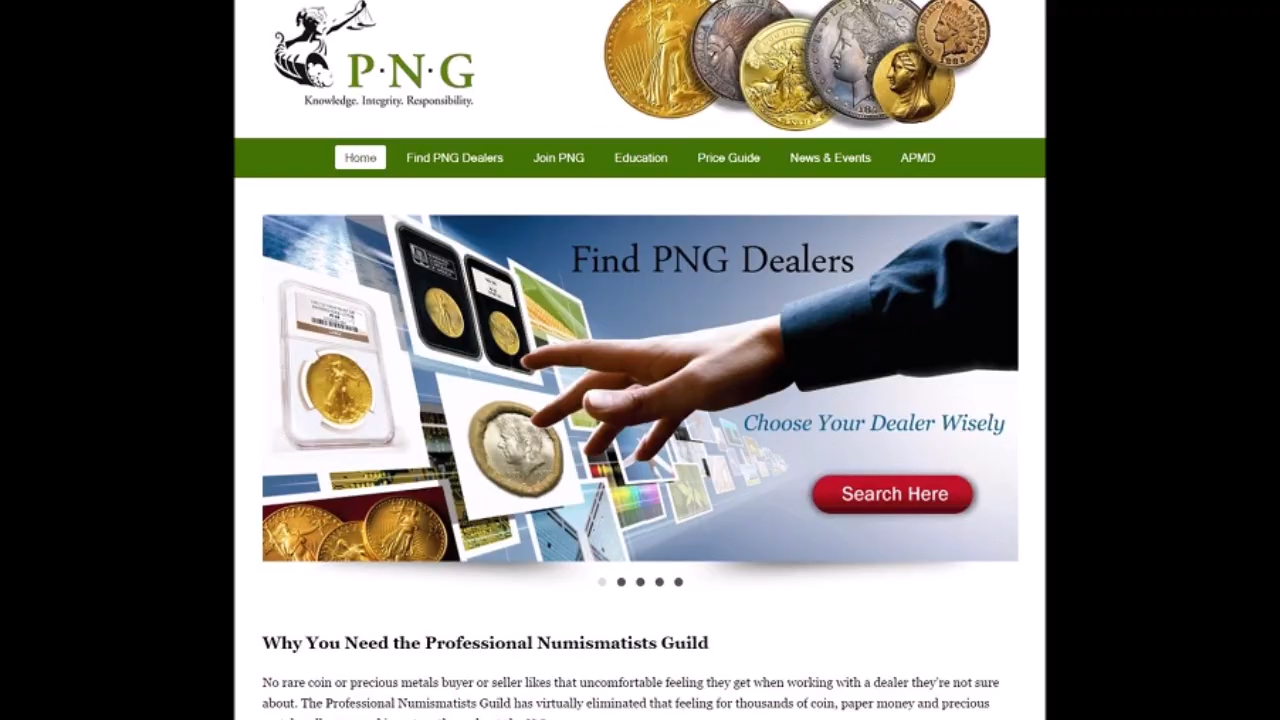 P·N·G
Knowledge. Integrity. Responsibility.
Home Find PNG Dealers Join PNG Education Price Guide News & Events APMD
Find PNG Dealers
Choose Your Dealer Wisely
Search Here
Why You Need the Professional Numismatists Guild
No rare coin or precious metals buyer or seller likes that uncomfortable feeling they get when working with a dealer they're not sure
about. The Professional Numismatists Guild has virtually eliminated that feeling for thousands of coin, paper money and precious